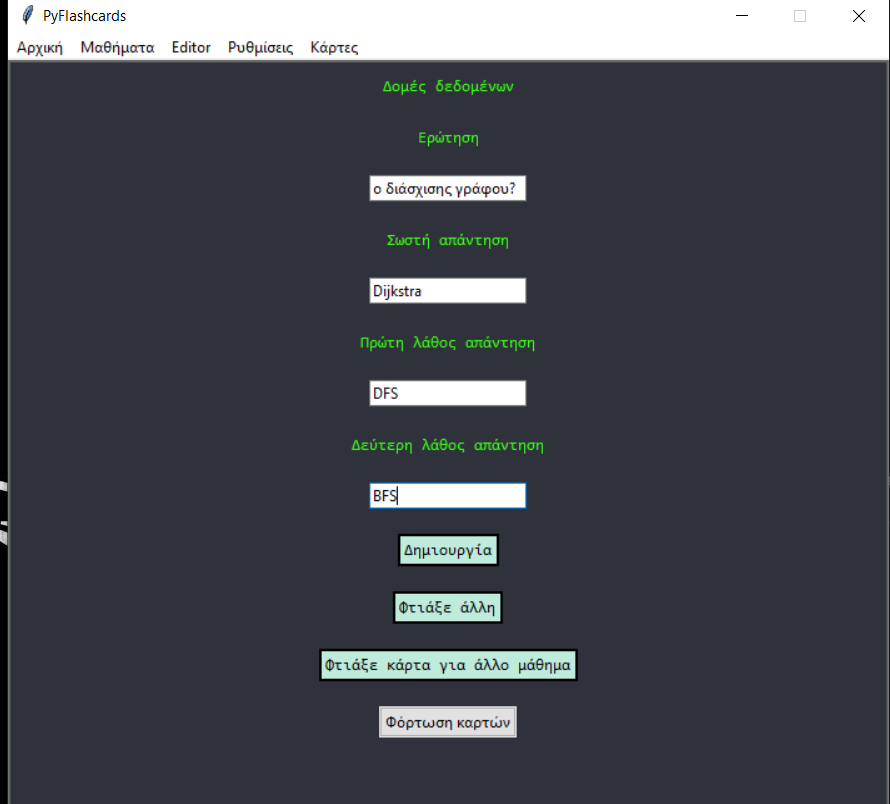 PyFlashcards
Αρχική Μαθήματα Editor Ρυθμίσεις Κάρτες
Δομές δεδομένων
Ερώτηση
ο διάσχισης γράφου?
Σωστή απάντηση
Dijkstra
Πρώτη λάθος απάντηση
DFS
Δεύτερη λάθος απάντηση
BFS
Δημιουργία
Φτιάξε άλλη
Φτιάξε κάρτα για άλλο μάθημα
Φόρτωση καρτών